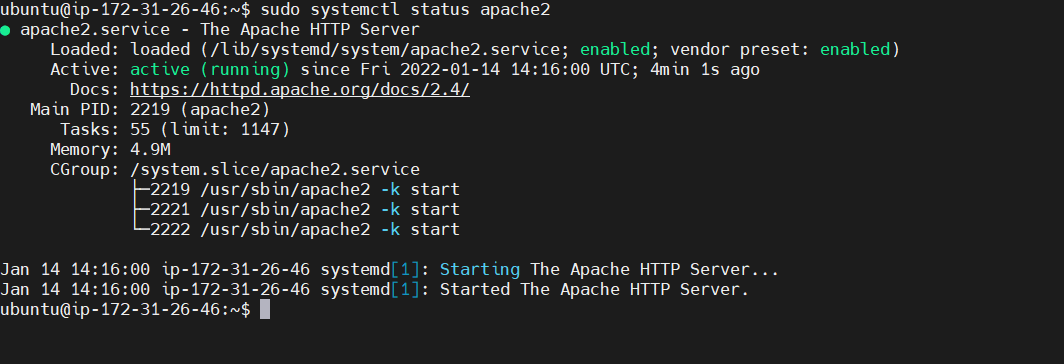 ubuntu@ip-172-31-26-46:~$ sudo systemctl status apache2
● apache2.service - The Apache HTTP Server
     Loaded: loaded (/lib/systemd/system/apache2.service; enabled; vendor preset: enabled)
     Active: active (running) since Fri 2022-01-14 14:16:00 UTC; 4min 1s ago
       Docs: https://httpd.apache.org/docs/2.4/
   Main PID: 2219 (apache2)
      Tasks: 55 (limit: 1147)
     Memory: 4.9M
     CGroup: /system.slice/apache2.service
             ├─2219 /usr/sbin/apache2 -k start
             ├─2221 /usr/sbin/apache2 -k start
             └─2222 /usr/sbin/apache2 -k start

Jan 14 14:16:00 ip-172-31-26-46 systemd[1]: Starting The Apache HTTP Server...
Jan 14 14:16:00 ip-172-31-26-46 systemd[1]: Started The Apache HTTP Server.
ubuntu@ip-172-31-26-46:~$